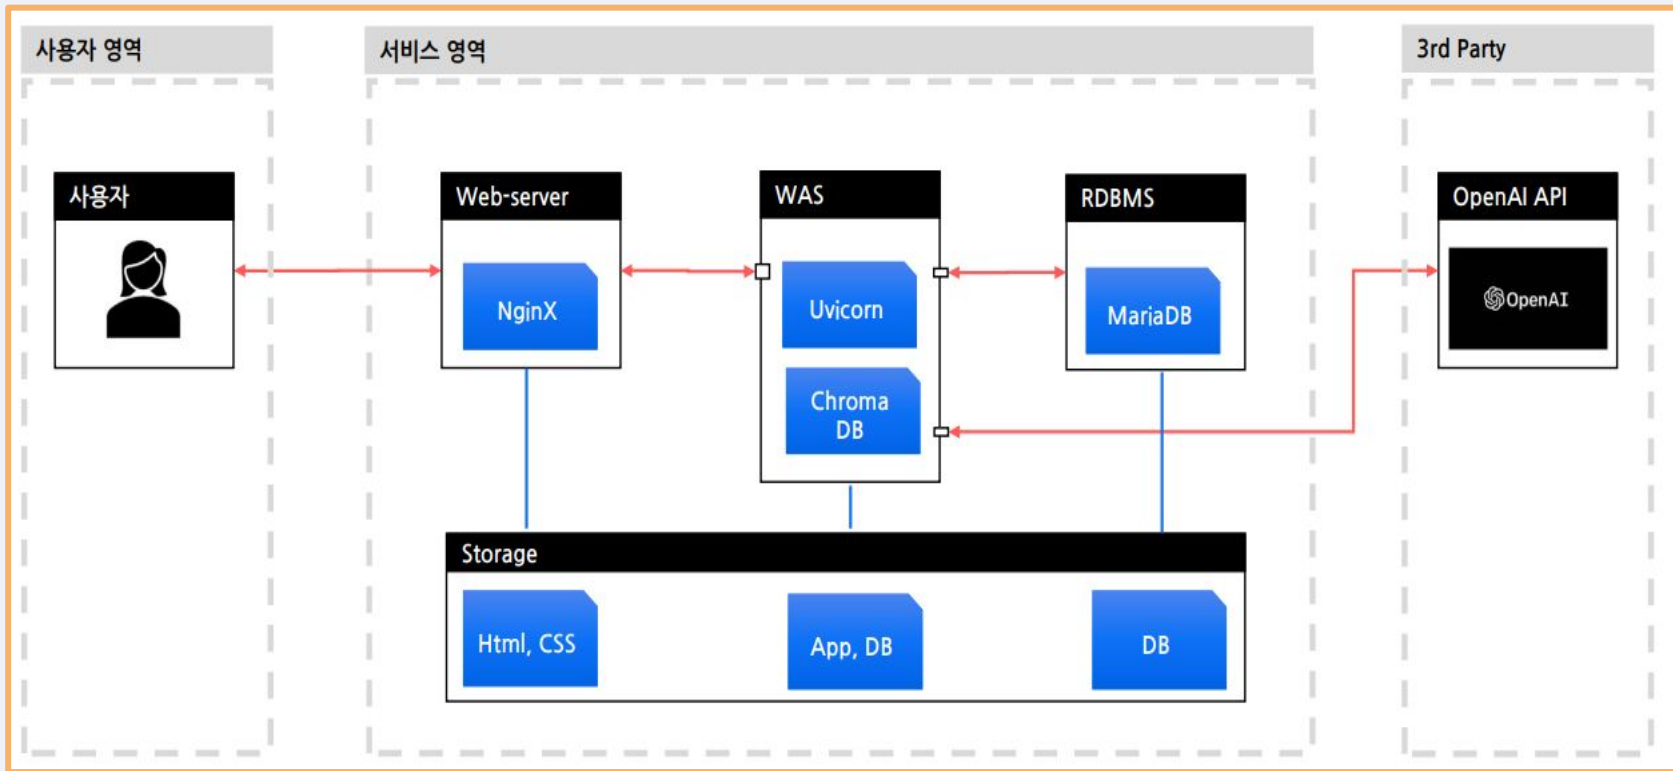 사용자 영역
서비스 영역
3rd Party
사용자
Web-server
WAS
RDBMS
OpenAI API
NginX
Uvicorn
MariaDB
OpenAI
Chroma
DB
Storage
Html, CSS
App, DB
DB